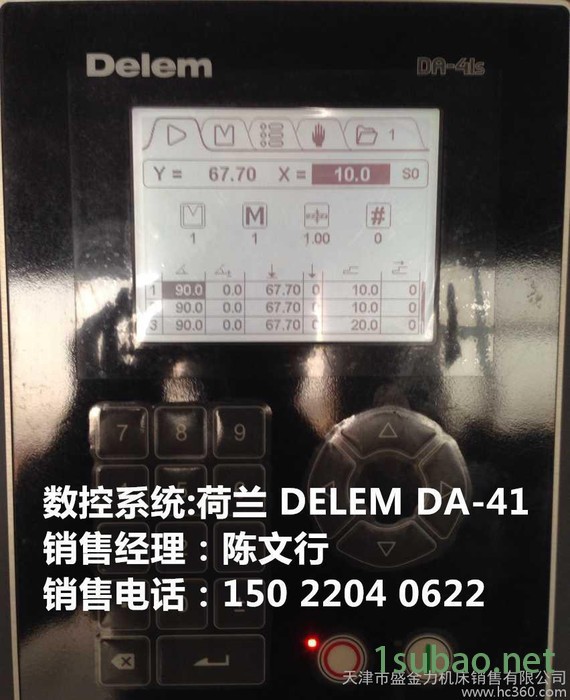 Delem
DA-41s
1
Y = 67.70 X = 10.0 S0
M
#
1 1 1.00 0
1 90.0 0.0 67.70 0 10.0 0
90.0 0.0 67.70 0 10.0 0
3 90.0 0.0 67.70 0 20.0 0
7 8 9
数控系统:荷兰 DELEM DA-41
销售经理：陈文行
销售电话：150 2204 0622
1subao.net
天津市盛金力机床销售有限公司
www.hc360.com